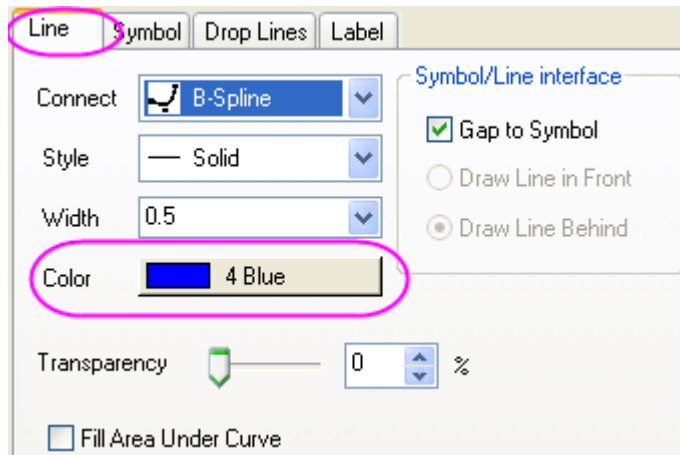 Line Symbol Drop Lines Label
Connect B-Spline
Style Solid
Width 0.5
Color 4 Blue
Transparency 0 %
Fill Area Under Curve
Symbol/Line interface
Gap to Symbol
Draw Line in Front
Draw Line Behind